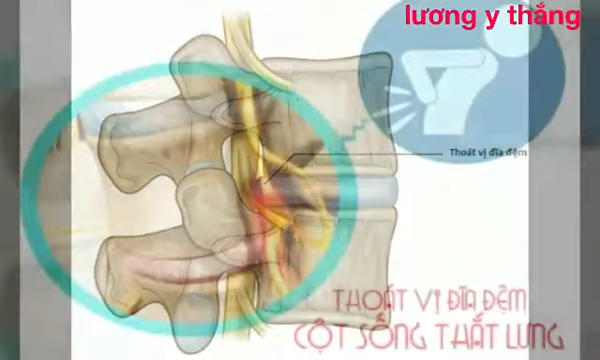 lương y thắng
Thoát vị đĩa đệm
THOÁT VỊ ĐĨA ĐỆM
CỘT SỐNG THẮT LƯNG